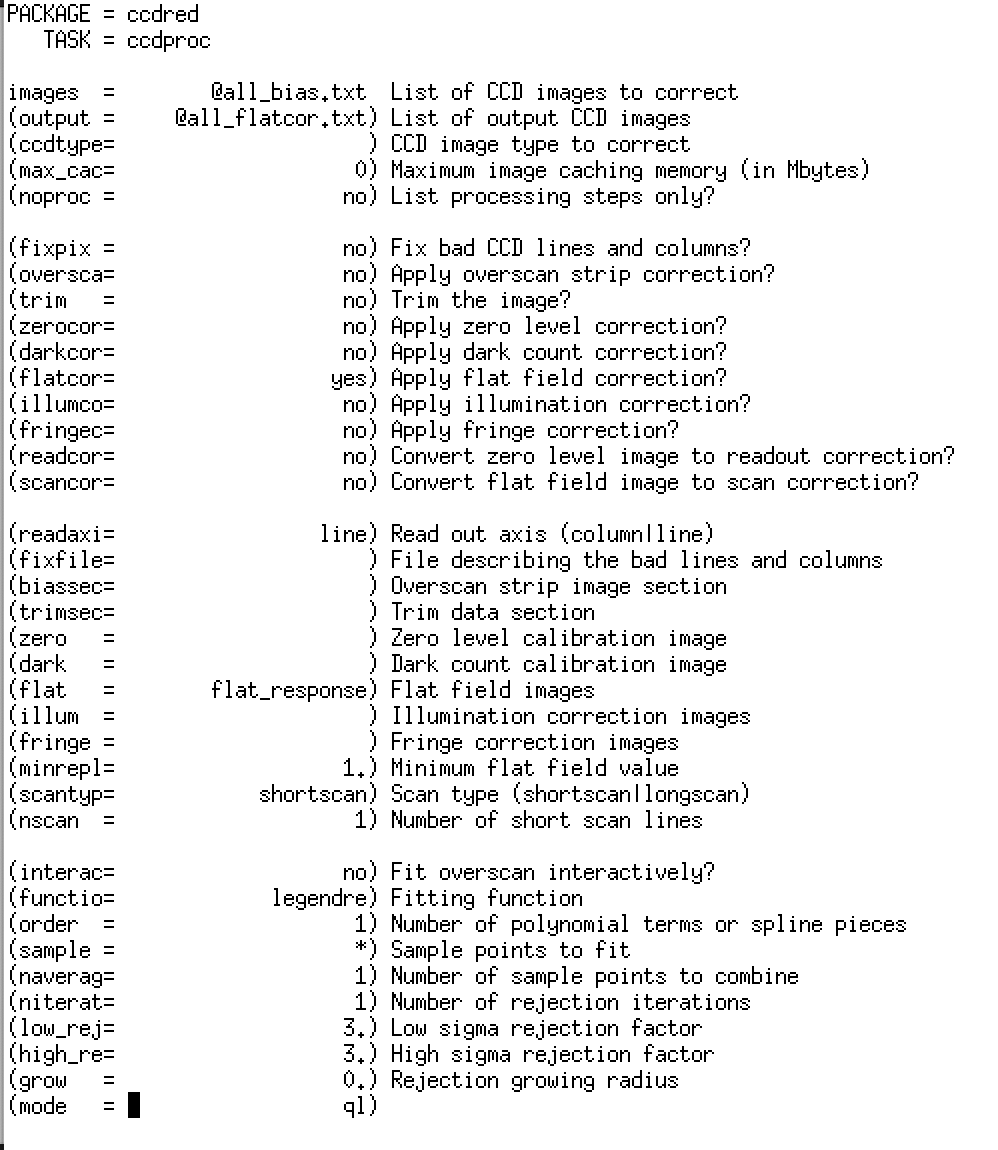 PACKAGE = ccdred
TASK = ccdproc
images = @all_bias.txt List of CCD images to correct
(output = @all_flatcor.txt) List of output CCD images
(ccdtype= ) CCD image type to correct
(max_cac= 0) Maximum image caching memory (in Mbytes)
(noproc = no) List processing steps only?
(fixpix = no) Fix bad CCD lines and columns?
(oversca= no) Apply overscan strip correction?
(trim = no) Trim the image?
(zerocor= no) Apply zero level correction?
(darkcor= no) Apply dark count correction?
(flatcor= yes) Apply flat field correction?
(illumco= no) Apply illumination correction?
(fringec= no) Apply fringe correction?
(readcor= no) Convert zero level image to readout correction?
(scancor= no) Convert flat field image to scan correction?
(readaxi= line) Read out axis (column|line)
(fixfile= ) File describing the bad lines and columns
(biassec= ) Overscan strip image section
(trimsec= ) Trim data section
(zero = ) Zero level calibration image
(dark = ) Dark count calibration image
(flat = flat_response) Flat field images
(illum = ) Illumination correction images
(fringe = ) Fringe correction images
(minrepl= 1.) Minimum flat field value
(scantyp= shortscan) Scan type (shortscan|longscan)
(nscan = 1) Number of short scan lines
(interac= no) Fit overscan interactively?
(functio= legendre) Fitting function
(order = 1) Number of polynomial terms or spline pieces
(sample = *) Sample points to fit
(naverag= 1) Number of sample points to combine
(niterat= 1) Number of rejection iterations
(low_rej= 3.) Low sigma rejection factor
(high_re= 3.) High sigma rejection factor
(grow = 0.) Rejection growing radius
(mode = ql)